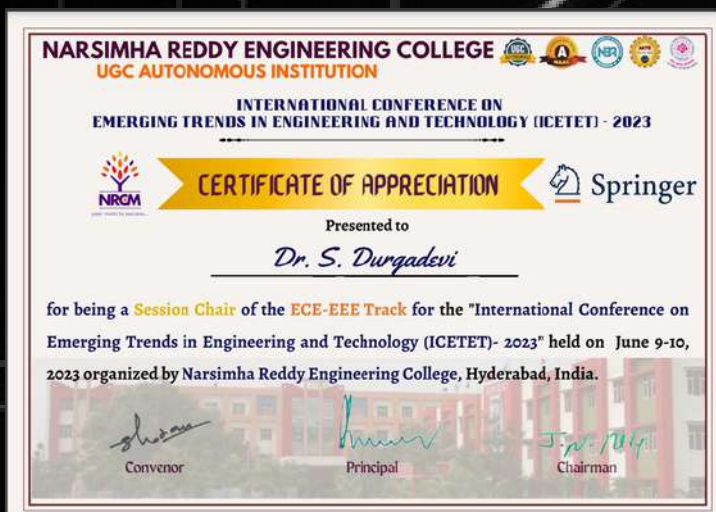 NARSIMHA REDDY ENGINEERING COLLEGE
UGC AUTONOMOUS INSTITUTION
INTERNATIONAL CONFERENCE ON
EMERGING TRENDS IN ENGINEERING AND TECHNOLOGY (ICETET) - 2023
NRCM
CERTIFICATE OF APPRECIATION
Springer
Presented to
Dr. S. Durgadevi
for being a Session Chair of the ECE-EEE Track for the "International Conference on
Emerging Trends in Engineering and Technology (ICETET)- 2023" held on June 9-10,
2023 organized by Narsimha Reddy Engineering College, Hyderabad, India.
Convenor
Principal
Chairman